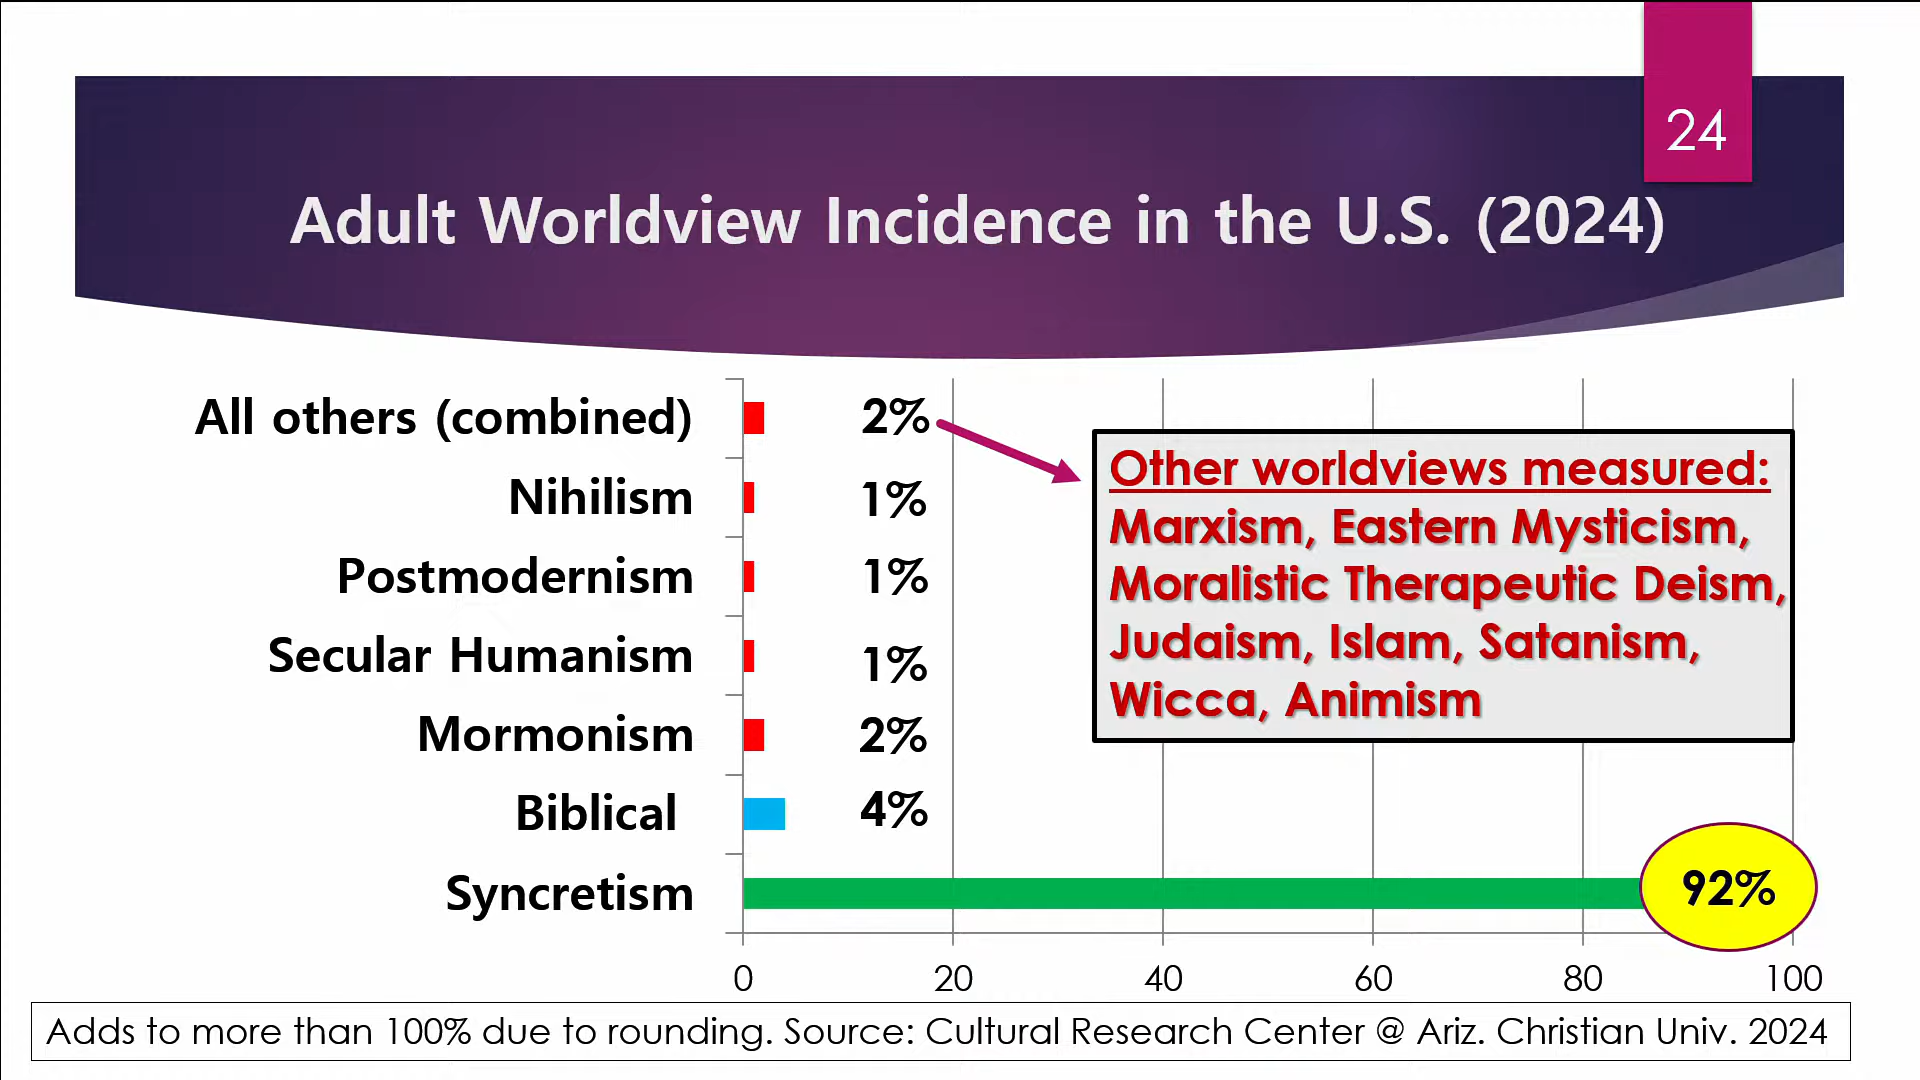 24
Adult Worldview Incidence in the U.S. (2024)
All others (combined) 2%
Nihilism 1%
Postmodernism 1%
Secular Humanism 1%
Mormonism 2%
Biblical 4%
Syncretism 92%
Other worldviews measured:
Marxism, Eastern Mysticism,
Moralistic Therapeutic Deism,
Judaism, Islam, Satanism,
Wicca, Animism
0 20 40 60 80 100
Adds to more than 100% due to rounding. Source: Cultural Research Center @ Ariz. Christian Univ. 2024